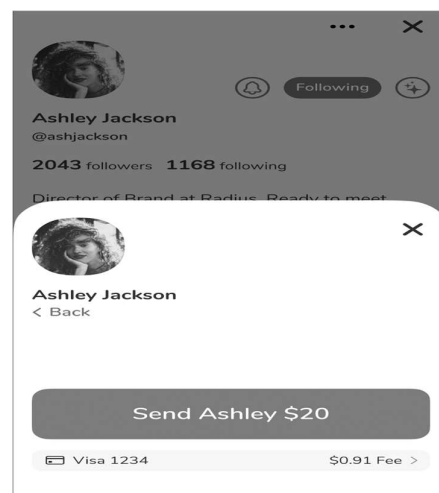 Following
Ashley Jackson
@ashjackson
2043 followers 1168 following
Director of Brand at Radius. Ready to meet
Ashley Jackson
< Back
Send Ashley $20
Visa 1234
$0.91 Fee >